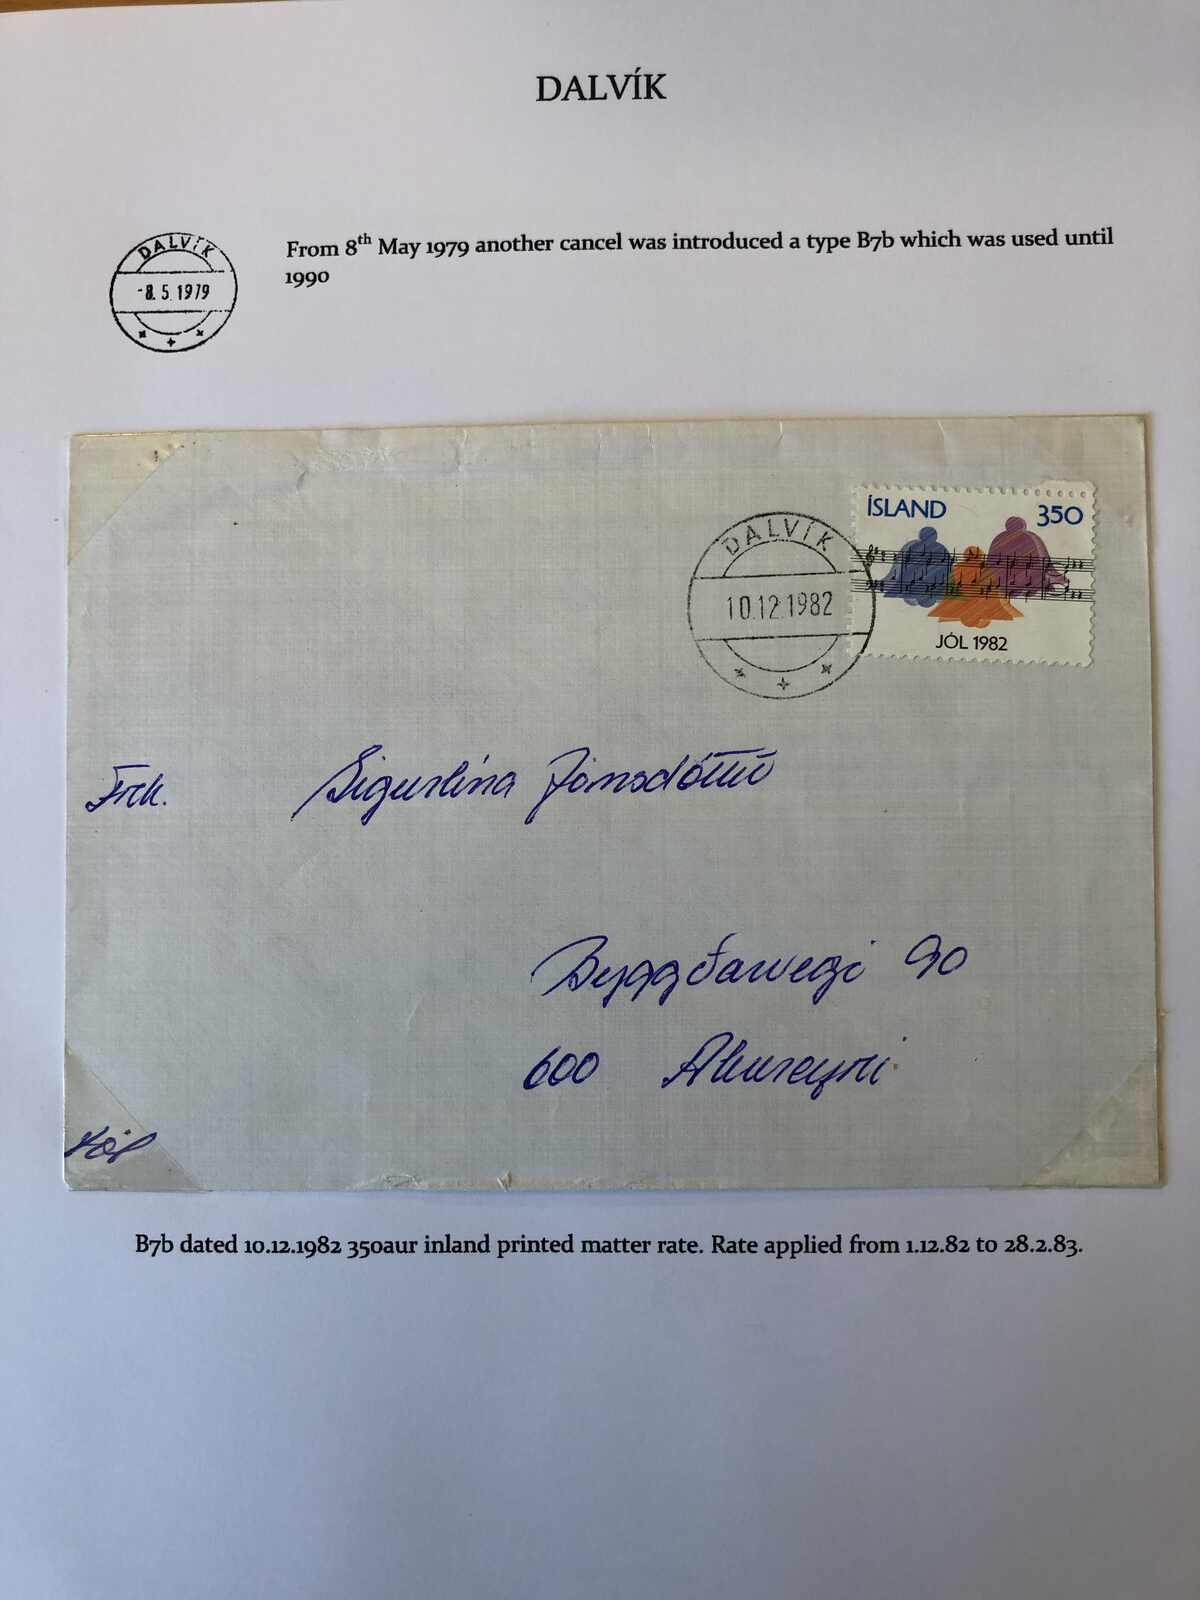 DALVÍK
DALVÍK
-8. 5. 1979
From 8th May 1979 another cancel was introduced a type B7b which was used until
1990
ÍSLAND 350
JÓL 1982
DALVÍK
10.12.1982
Frk. Sigurlína Jónsdóttir
Byggðavegi 90
600 Akureyri.
Jól
B7b dated 10.12.1982 350aur inland printed matter rate. Rate applied from 1.12.82 to 28.2.83.